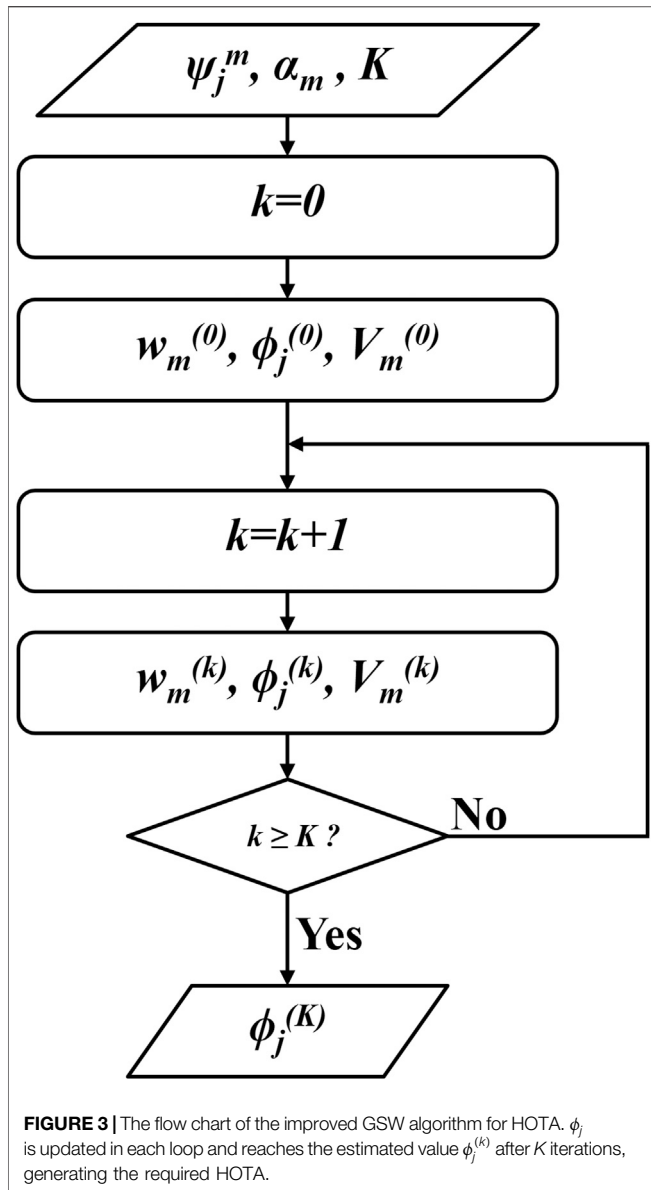 ψ_j^m, α_m, K
k=0
w_m^(0), ϕ_j^(0), V_m^(0)
k=k+1
w_m^(k), ϕ_j^(k), V_m^(k)
k ≥ K ?
No
Yes
ϕ_j^(K)
FIGURE 3 | The flow chart of the improved GSW algorithm for HOTA. ϕ_j
is updated in each loop and reaches the estimated value ϕ_j^(k) after K iterations,
generating the required HOTA.